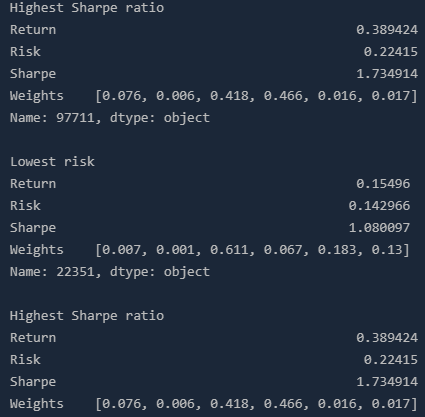 Highest Sharpe ratio
Return 0.389424
Risk 0.22415
Sharpe 1.734914
Weights [0.076, 0.006, 0.418, 0.466, 0.016, 0.017]
Name: 97711, dtype: object
Lowest risk
Return 0.15496
Risk 0.142966
Sharpe 1.080097
Weights [0.007, 0.001, 0.611, 0.067, 0.183, 0.13]
Name: 22351, dtype: object
Highest Sharpe ratio
Return 0.389424
Risk 0.22415
Sharpe 1.734914
Weights [0.076, 0.006, 0.418, 0.466, 0.016, 0.017]